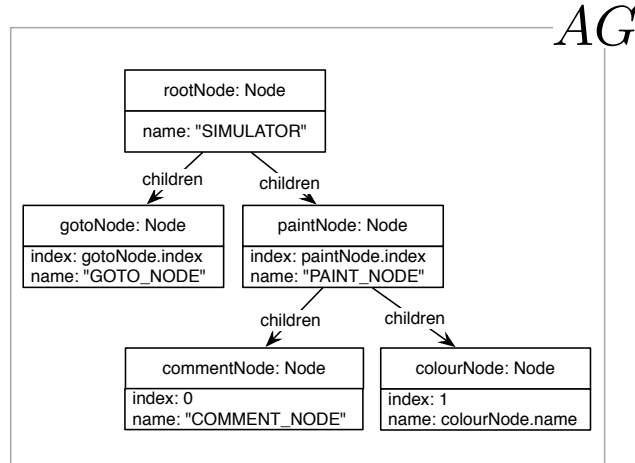 AG
rootNode: Node
name: "SIMULATOR"
children
children
gotoNode: Node
index: gotoNode.index
name: "GOTO_NODE"
paintNode: Node
index: paintNode.index
name: "PAINT_NODE"
children
children
commentNode: Node
index: 0
name: "COMMENT_NODE"
colourNode: Node
index: 1
name: colourNode.name